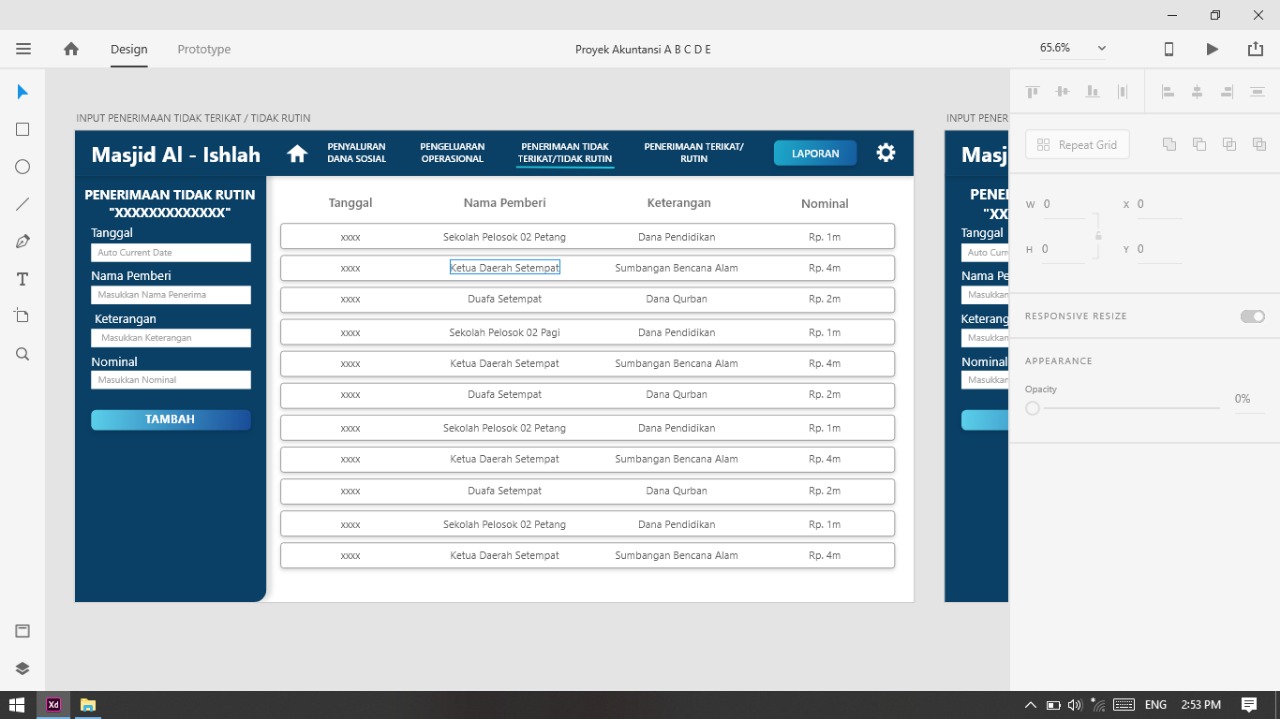 Design
Prototype
Proyek Akuntansi A B C D E
65.6%
INPUT PENERIMAAN TIDAK TERIKAT / TIDAK RUTIN
INPUT PENER
Masjid Al - Ishlah
PENYALURAN
DANA SOSIAL
PENGELUARAN
OPERASIONAL
PENERIMAAN TIDAK
TERIKAT/TIDAK RUTIN
PENERIMAAN TERIKAT/
RUTIN
LAPORAN
PENERIMAAN TIDAK RUTIN
"XXXXXXXXXXXXX"
Tanggal
Auto Current Date
Nama Pemberi
Masukkan Nama Penerima
Keterangan
Masukkan Keterangan
Nominal
Masukkan Nominal
TAMBAH
Tanggal Nama Pemberi Keterangan Nominal
xxxx Sekolah Pelosok 02 Petang Dana Pendidikan Rp. 1m
xxxx Ketua Daerah Setempat Sumbangan Bencana Alam Rp. 4m
xxxx Duafa Setempat Dana Qurban Rp. 2m
xxxx Sekolah Pelosok 02 Pagi Dana Pendidikan Rp. 1m
xxxx Ketua Daerah Setempat Sumbangan Bencana Alam Rp. 4m
xxxx Duafa Setempat Dana Qurban Rp. 2m
xxxx Sekolah Pelosok 02 Petang Dana Pendidikan Rp. 1m
xxxx Ketua Daerah Setempat Sumbangan Bencana Alam Rp. 4m
xxxx Duafa Setempat Dana Qurban Rp. 2m
xxxx Sekolah Pelosok 02 Petang Dana Pendidikan Rp. 1m
xxxx Ketua Daerah Setempat Sumbangan Bencana Alam Rp. 4m
Masj
PENE
"XX
Tanggal
Auto Curr
Nama Pe
Masukkan
Keterang
Masukkar
Nominal
Masukkan
Repeat Grid
W 0 X 0
H 0 Y 0
RESPONSIVE RESIZE
APPEARANCE
Opacity
0%
Xd
ENG
2:53 PM